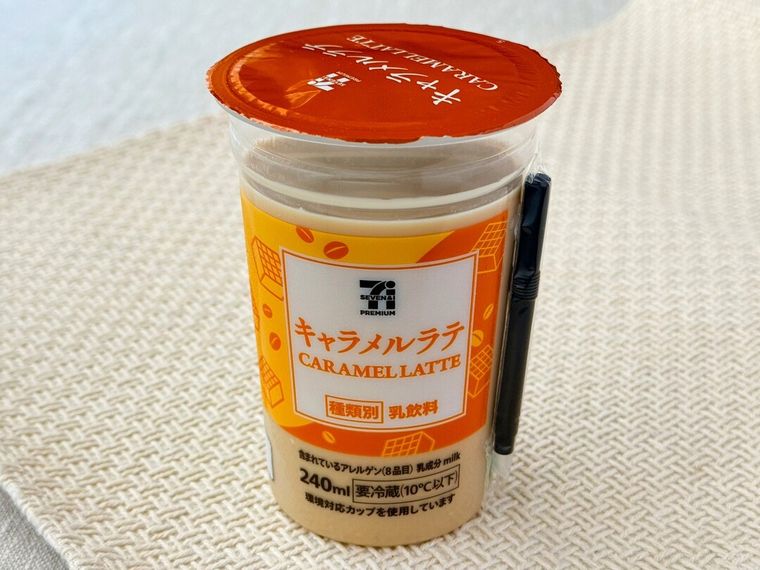 キャラメルラテ
CARAMEL LATTE
SEVEN & i
PREMIUM
キャラメルラテ
CARAMEL LATTE
種類別 乳飲料
含まれているアレルゲン(8品目) 乳成分 milk
240ml 要冷蔵(10℃以下)
環境対応カップを使用しています